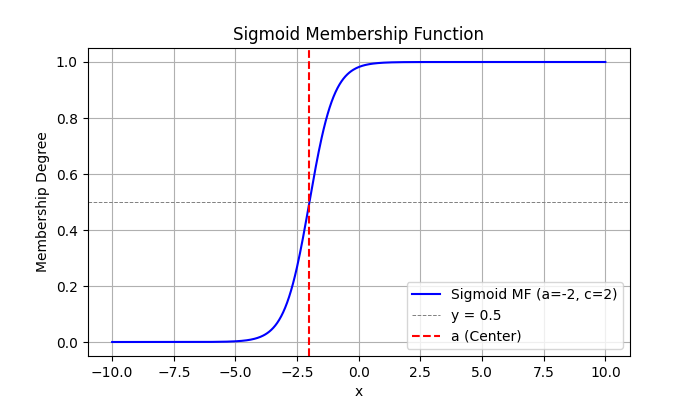 Sigmoid Membership Function
Membership Degree
1.0
0.8
0.6
0.4
0.2
0.0
Sigmoid MF (a=-2, c=2)
y = 0.5
a (Center)
−10.0 −7.5 −5.0 −2.5 0.0 2.5 5.0 7.5 10.0
x